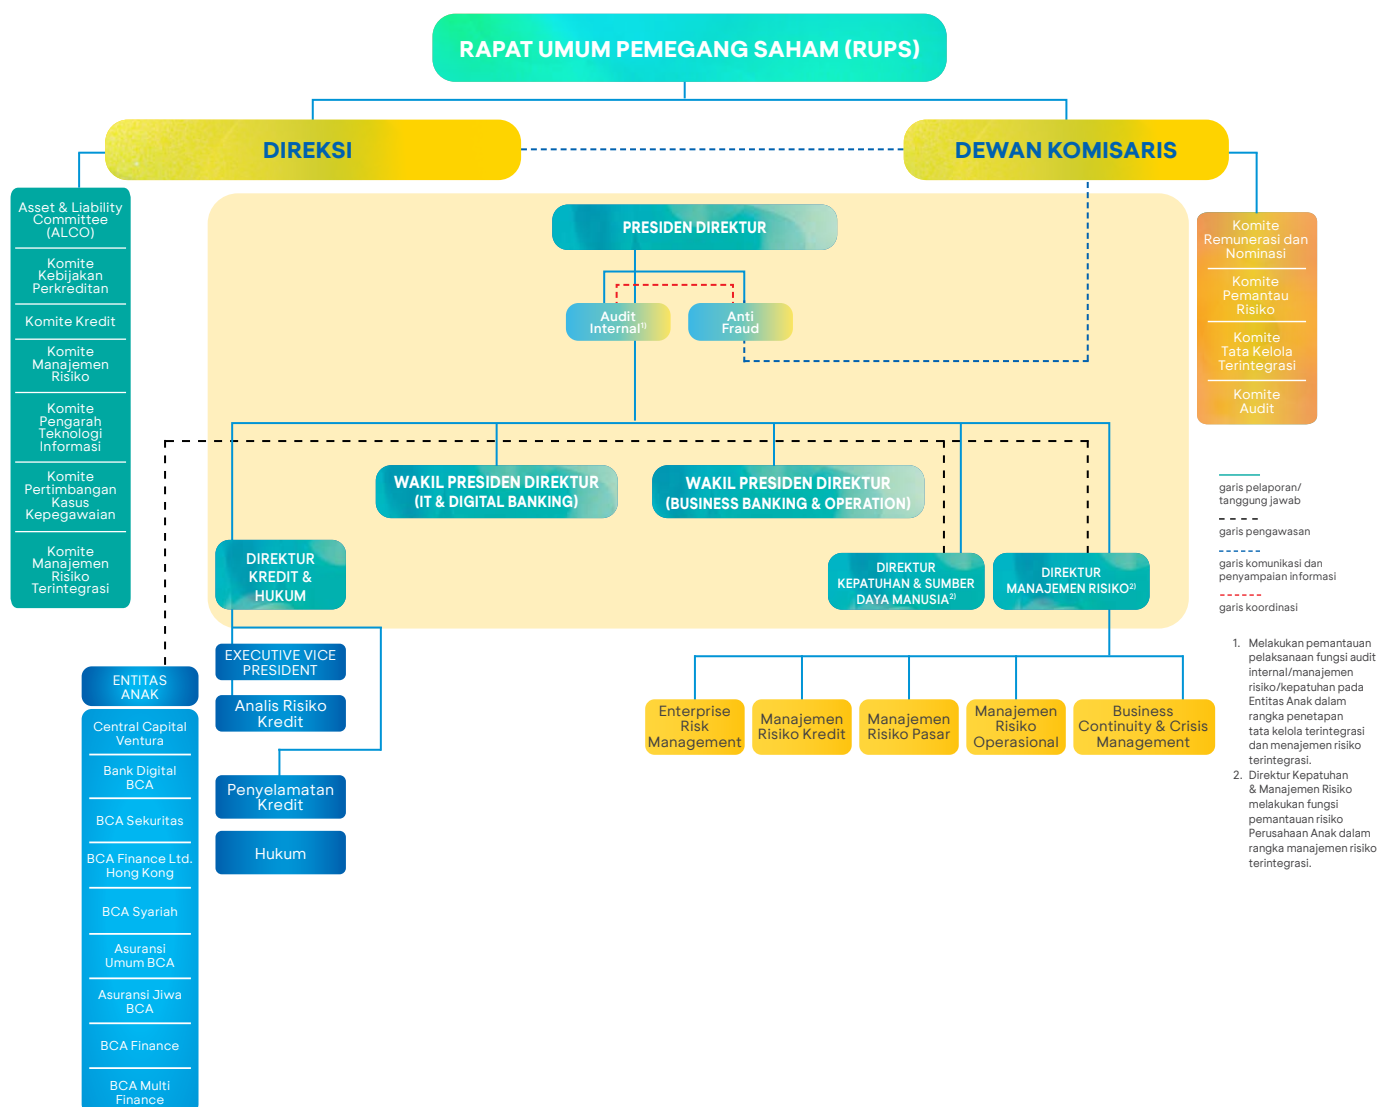 RAPAT UMUM PEMEGANG SAHAM (RUPS)
DIREKSI
DEWAN KOMISARIS
Asset & Liability
Committee
(ALCO)
Komite
Kebijakan
Perkreditan
Komite Kredit
Komite
Manajemen
Risiko
Komite
Pengarah
Teknologi
Informasi
Komite
Pertimbangan
Kasus
Kepegawaian
Komite
Manajemen
Risiko
Terintegrasi
PRESIDEN DIREKTUR
Audit
Internal1)
Anti
Fraud
Komite
Remunerasi dan
Nominasi
Komite
Pemantau
Risiko
Komite
Tata Kelola
Terintegrasi
Komite
Audit
WAKIL PRESIDEN DIREKTUR
(IT & DIGITAL BANKING)
WAKIL PRESIDEN DIREKTUR
(BUSINESS BANKING & OPERATION)
DIREKTUR
KREDIT &
HUKUM
DIREKTUR
KEPATUHAN & SUMBER
DAYA MANUSIA2)
DIREKTUR
MANAJEMEN RISIKO2)
garis pelaporan/
tanggung jawab
garis pengawasan
garis komunikasi dan
penyampaian informasi
garis koordinasi
EXECUTIVE VICE
PRESIDENT
Analis Risiko
Kredit
Penyelamatan
Kredit
Hukum
ENTITAS
ANAK
Central Capital
Ventura
Bank Digital
BCA
BCA Sekuritas
BCA Finance Ltd.
Hong Kong
BCA Syariah
Asuransi
Umum BCA
Asuransi Jiwa
BCA
BCA Finance
BCA Multi
Finance
Enterprise
Risk
Management
Manajemen
Risiko Kredit
Manajemen
Risiko Pasar
Manajemen
Risiko
Operasional
Business
Continuity & Crisis
Management
1. Melakukan pemantauan
pelaksanaan fungsi audit
internal/manajemen
risiko/kepatuhan pada
Entitas Anak dalam
rangka penetapan
tata kelola terintegrasi
dan menajemen risiko
terintegrasi.
2. Direktur Kepatuhan
& Manajemen Risiko
melakukan fungsi
pemantauan risiko
Perusahaan Anak dalam
rangka manajemen risiko
terintegrasi.